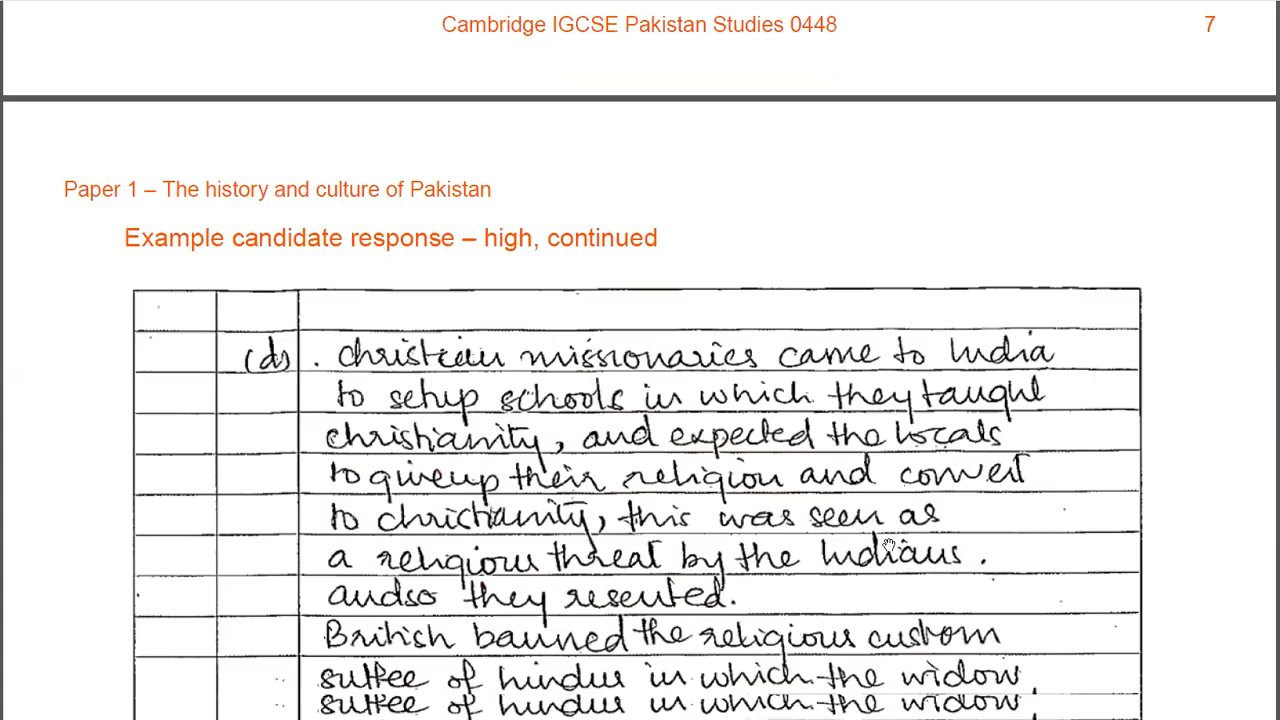 Cambridge IGCSE Pakistan Studies 0448 7
Paper 1 – The history and culture of Pakistan
Example candidate response – high, continued
(d) . christian missionaries came to India
to setup schools in which they taught
christianity, and expected the locals
to giveup their religion and convert
to christianity, this was seen as
a religious threat by the Indians.
andso they resented.
British banned the religious custom
suttee of hindus in which the widow,
suttee of hindus in which the widow,